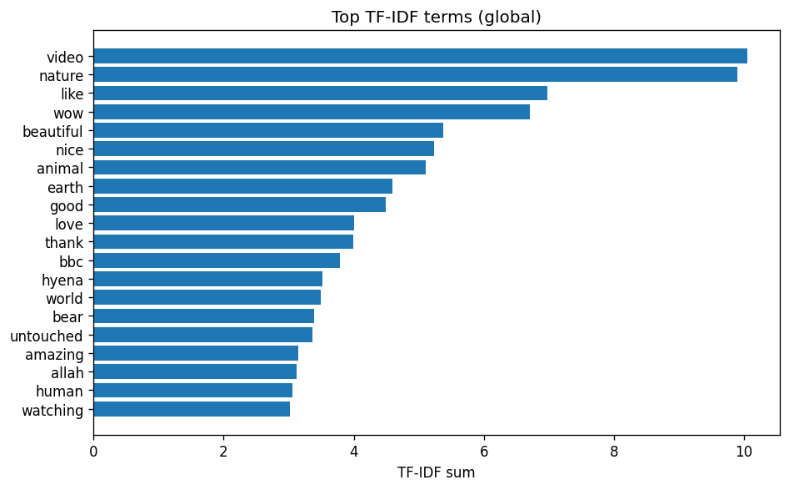 Top TF-IDF terms (global)
video
nature
like
wow
beautiful
nice
animal
earth
good
love
thank
bbc
hyena
world
bear
untouched
amazing
allah
human
watching
0 2 4 6 8 10
TF-IDF sum